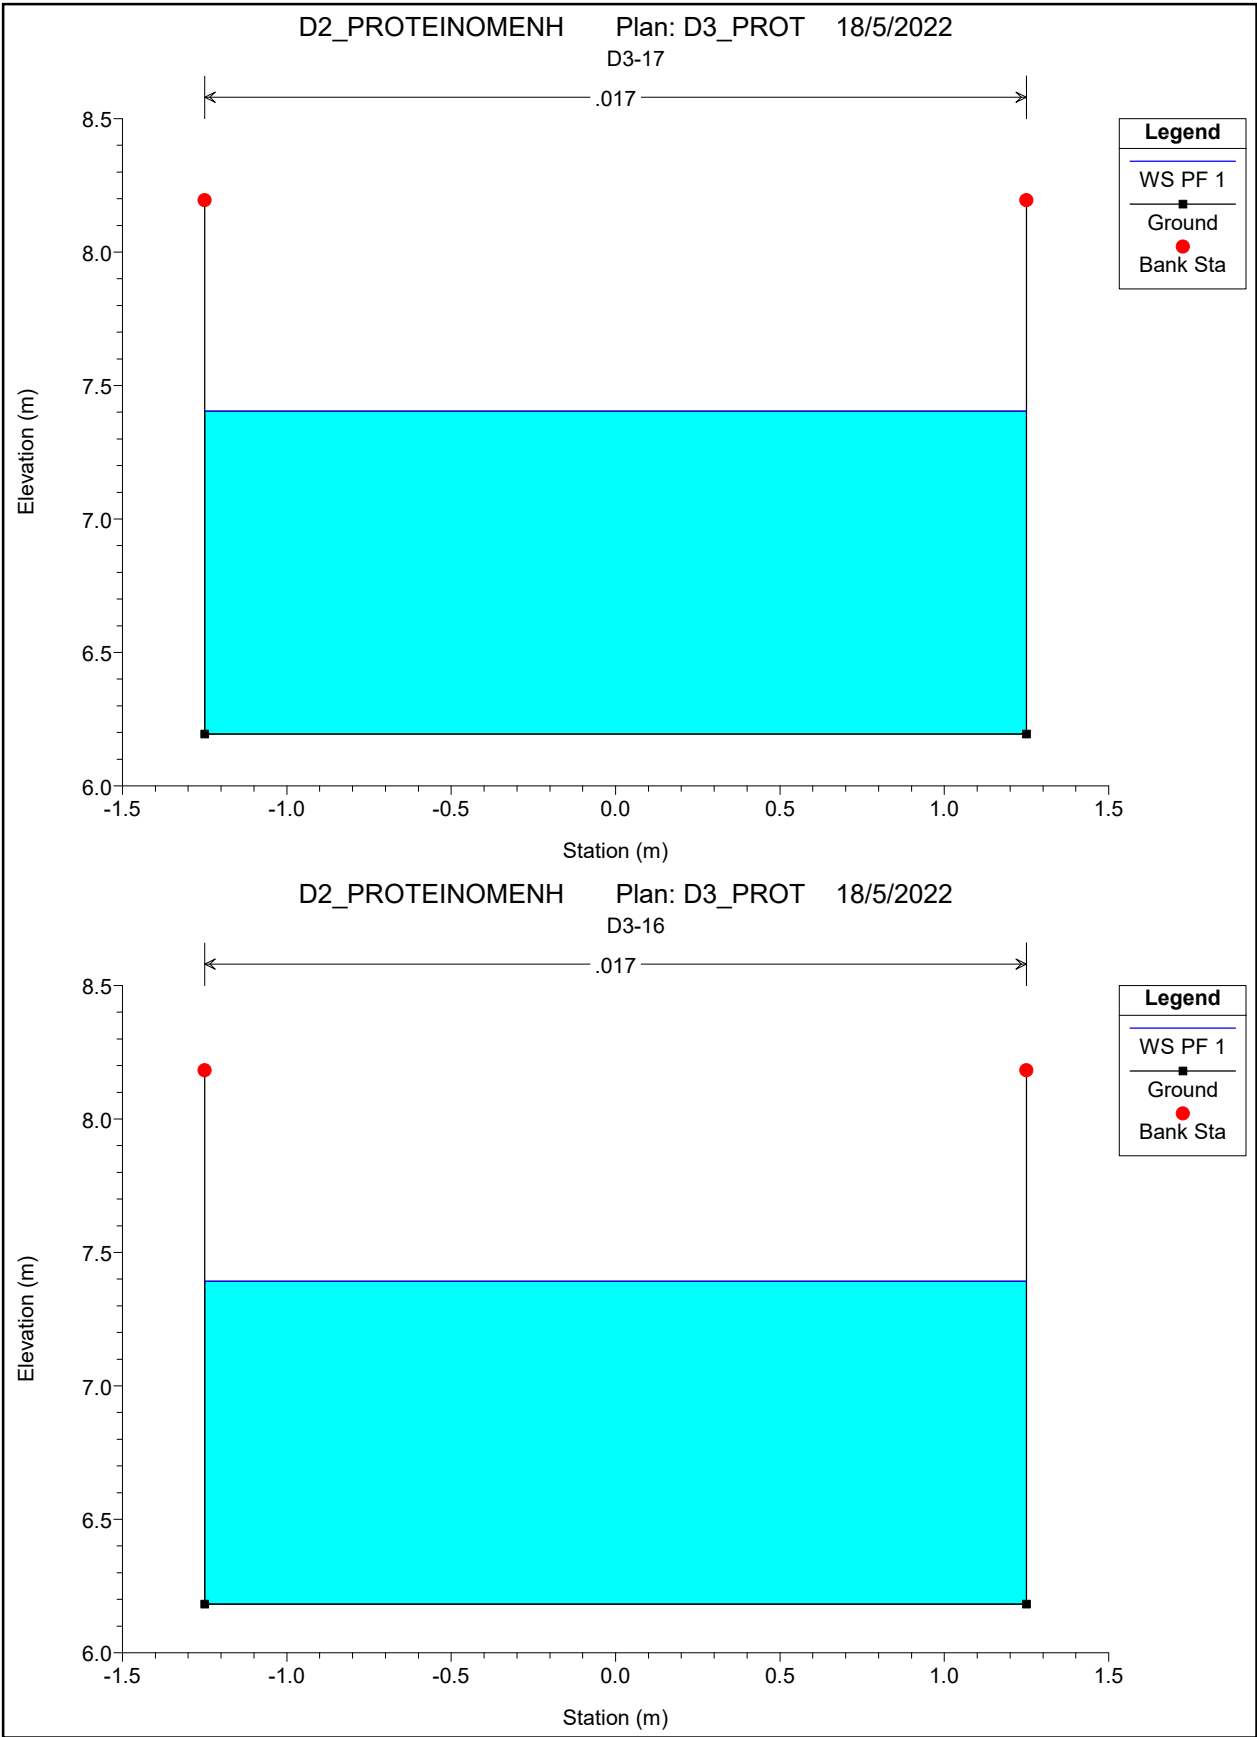 D2_PROTEINOMENH Plan: D3_PROT 18/5/2022
D3-17
.017
8.5
8.0
7.5
7.0
6.5
6.0
Elevation (m)
-1.5 -1.0 -0.5 0.0 0.5 1.0 1.5
Station (m)
Legend
WS PF 1
Ground
Bank Sta
D2_PROTEINOMENH Plan: D3_PROT 18/5/2022
D3-16
.017
8.5
8.0
7.5
7.0
6.5
6.0
Elevation (m)
-1.5 -1.0 -0.5 0.0 0.5 1.0 1.5
Station (m)
Legend
WS PF 1
Ground
Bank Sta